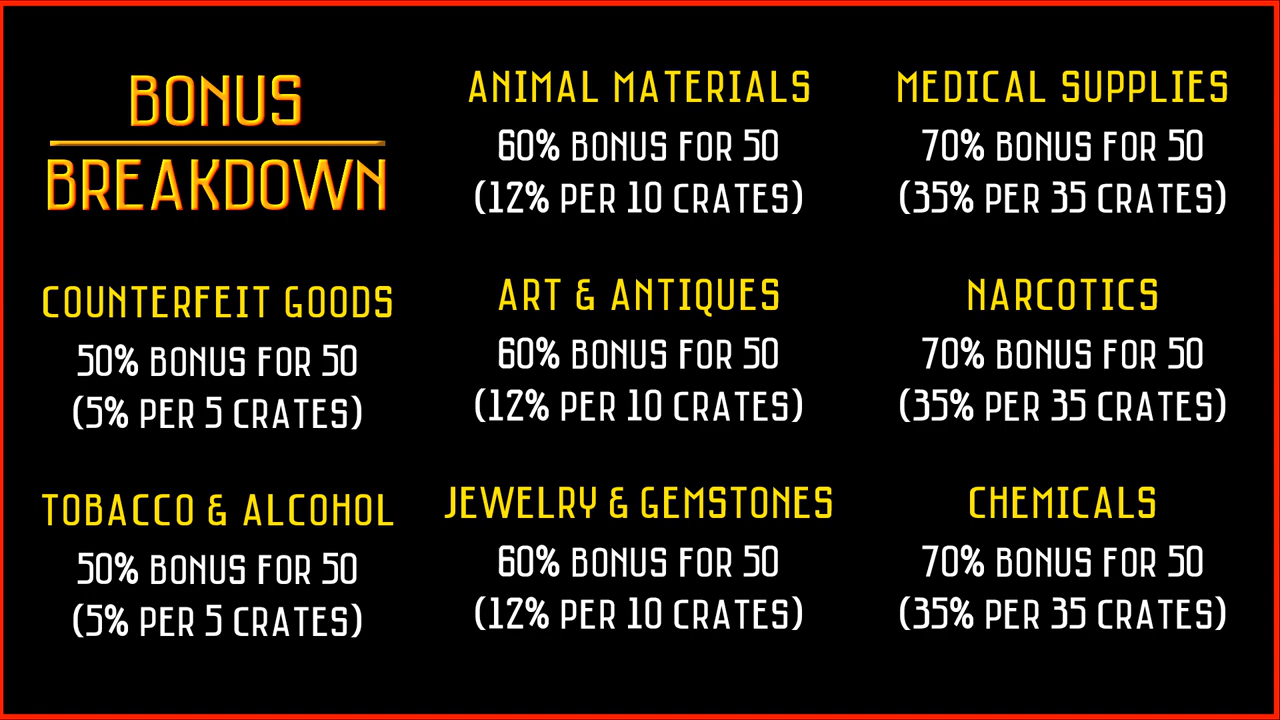 BONUS
BREAKDOWN
COUNTERFEIT GOODS
50% BONUS FOR 50
(5% PER 5 CRATES)
TOBACCO & ALCOHOL
50% BONUS FOR 50
(5% PER 5 CRATES)
ANIMAL MATERIALS
60% BONUS FOR 50
(12% PER 10 CRATES)
ART & ANTIQUES
60% BONUS FOR 50
(12% PER 10 CRATES)
JEWELRY & GEMSTONES
60% BONUS FOR 50
(12% PER 10 CRATES)
MEDICAL SUPPLIES
70% BONUS FOR 50
(35% PER 35 CRATES)
NARCOTICS
70% BONUS FOR 50
(35% PER 35 CRATES)
CHEMICALS
70% BONUS FOR 50
(35% PER 35 CRATES)